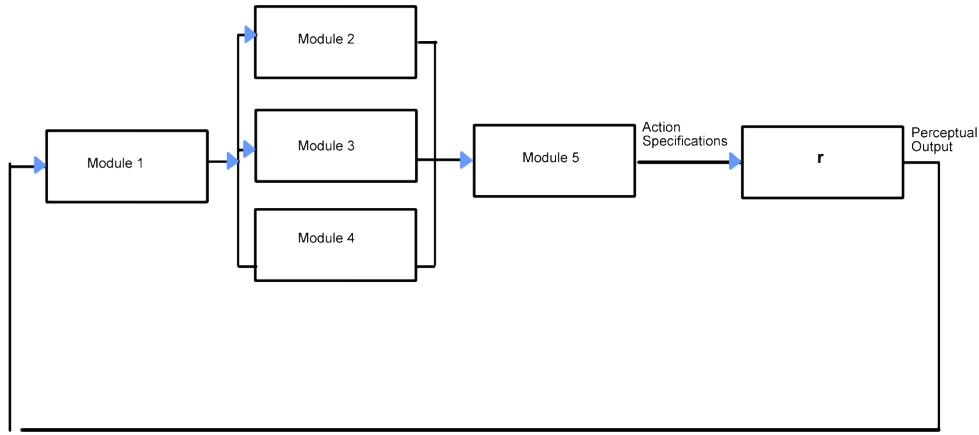 Module 2
Module 3
Module 4
Module 1
Module 5
Action
Specifications
r
Perceptual
Output